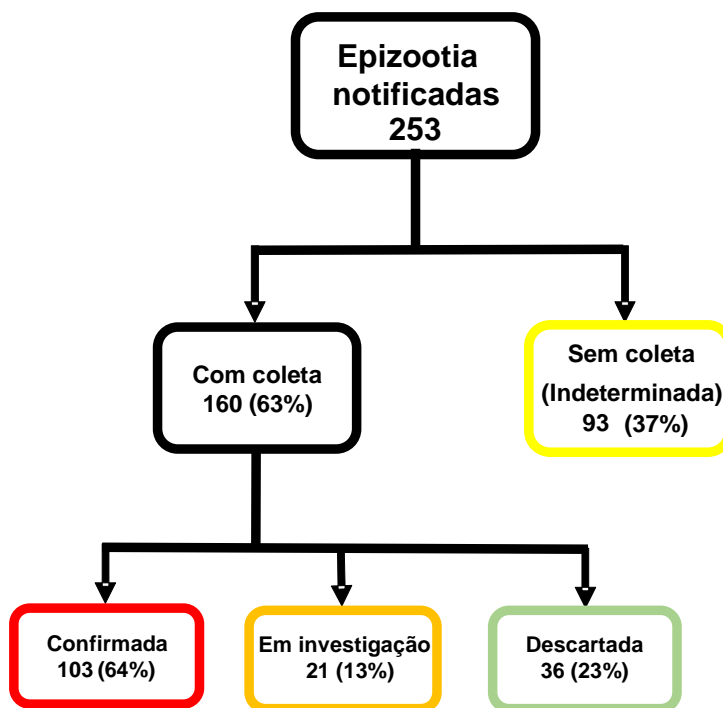 Epizootia
notificadas
253
Com coleta
160 (63%)
Sem coleta
(Indeterminada)
93 (37%)
Confirmada
103 (64%)
Em investigação
21 (13%)
Descartada
36 (23%)